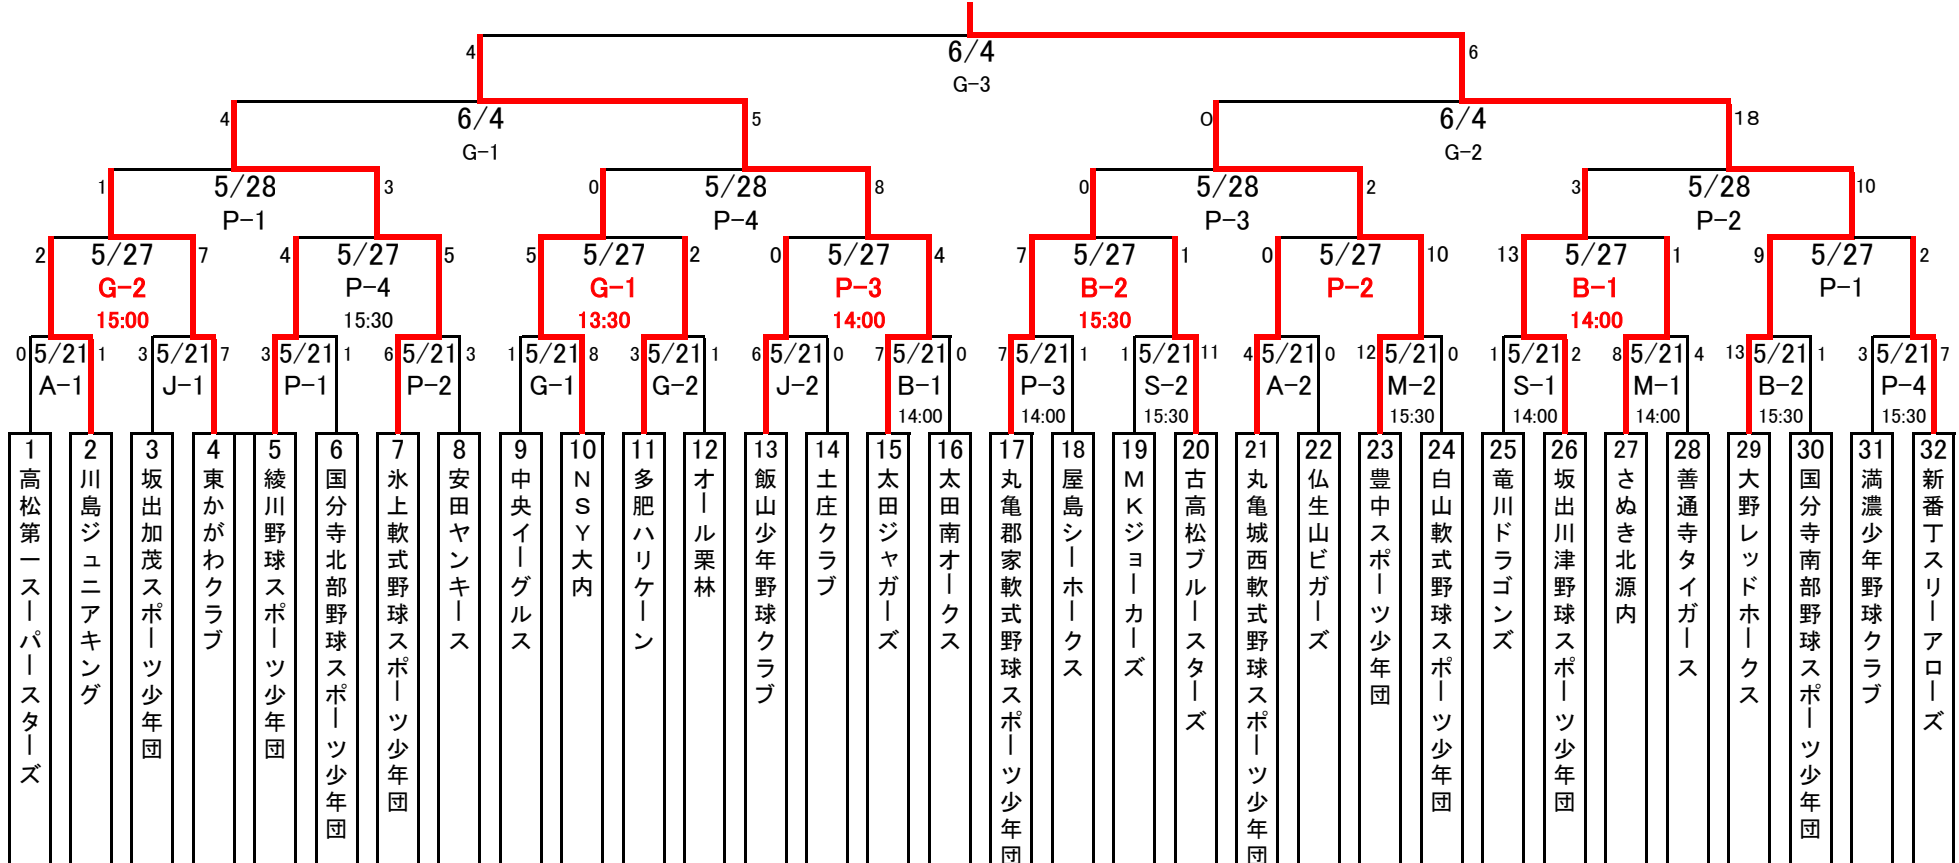 4 6/4 6
G-3
4 6/4 5 0 6/4 18
G-1 G-2
1 5/28 3 0 5/28 8 0 5/28 2 3 5/28 10
P-1 P-4 P-3 P-2
2 5/27 7 4 5/27 5 5 5/27 2 0 5/27 4 7 5/27 1 0 5/27 10 13 5/27 1 9 5/27 2
G-2 P-4 G-1 P-3 B-2 P-2 B-1 P-1
15:00 15:30 13:30 14:00 15:30 14:00
0 5/21 1 3 5/21 7 3 5/21 1 6 5/21 3 1 5/21 8 3 5/21 1 6 5/21 0 7 5/21 0 7 5/21 1 1 5/21 11 4 5/21 0 12 5/21 0 1 5/21 2 8 5/21 4 13 5/21 1 3 5/21 7
A-1 J-1 P-1 P-2 G-1 G-2 J-2 B-1 P-3 S-2 A-2 M-2 S-1 M-1 B-2 P-4
14:00 14:00 15:30 15:30 14:00 14:00 15:30 15:30
1 高松第一スーパースターズ
2 川島ジュニアキング
3 坂出加茂スポーツ少年団
4 東かがわクラブ
5 綾川野球スポーツ少年団
6 国分寺北部野球スポーツ少年団
7 氷上軟式野球スポーツ少年団
8 安田ヤンキース
9 中央イーグルス
10 NSY大内
11 多肥ハリケーン
12 オール栗林
13 飯山少年野球クラブ
14 土庄クラブ
15 太田ジャガーズ
16 太田南オークス
17 丸亀郡家軟式野球スポーツ少年団
18 屋島シーホークス
19 MKジョーカーズ
20 古高松ブルースターズ
21 丸亀城西軟式野球スポーツ少年団
22 仏生山ビガーズ
23 豊中スポーツ少年団
24 白山軟式野球スポーツ少年団
25 竜川ドラゴンズ
26 坂出川津野球スポーツ少年団
27 さぬき北源内
28 善通寺タイガース
29 大野レッドホークス
30 国分寺南部野球スポーツ少年団
31 満濃少年野球クラブ
32 新番丁スリーアローズ